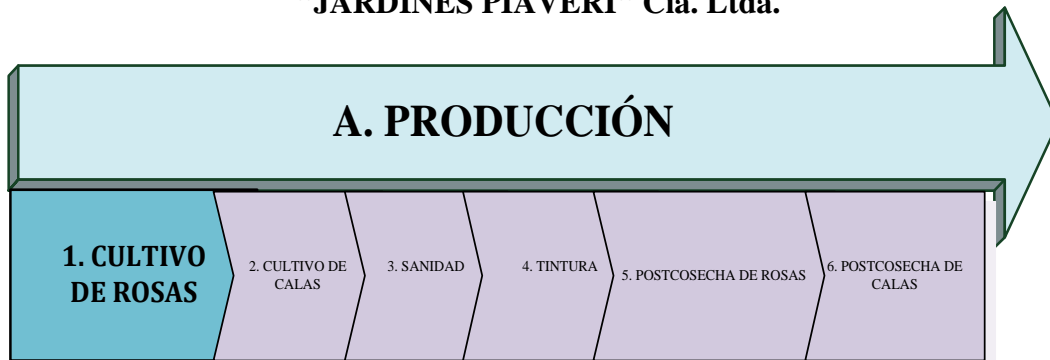 "JARDINES PIAVERI" Cía. Ltda.
A. PRODUCCIÓN
1. CULTIVO
DE ROSAS
2. CULTIVO DE
CALAS
3. SANIDAD
4. TINTURA
5. POSTCOSECHA DE ROSAS
6. POSTCOSECHA DE
CALAS